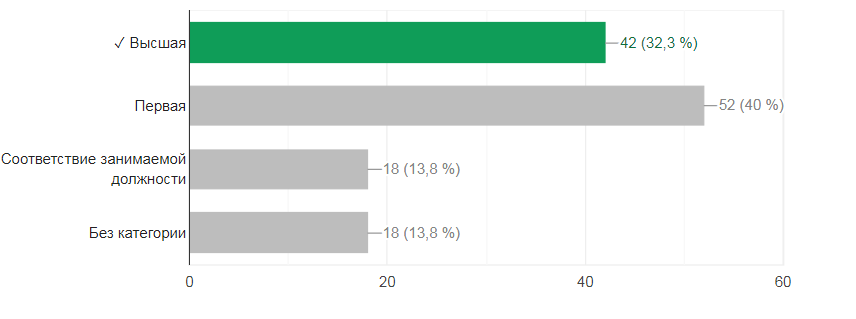 ✓ Высшая
42 (32,3 %)
Первая
52 (40 %)
Соответствие занимаемой
должности
18 (13,8 %)
Без категории
18 (13,8 %)
0
20
40
60